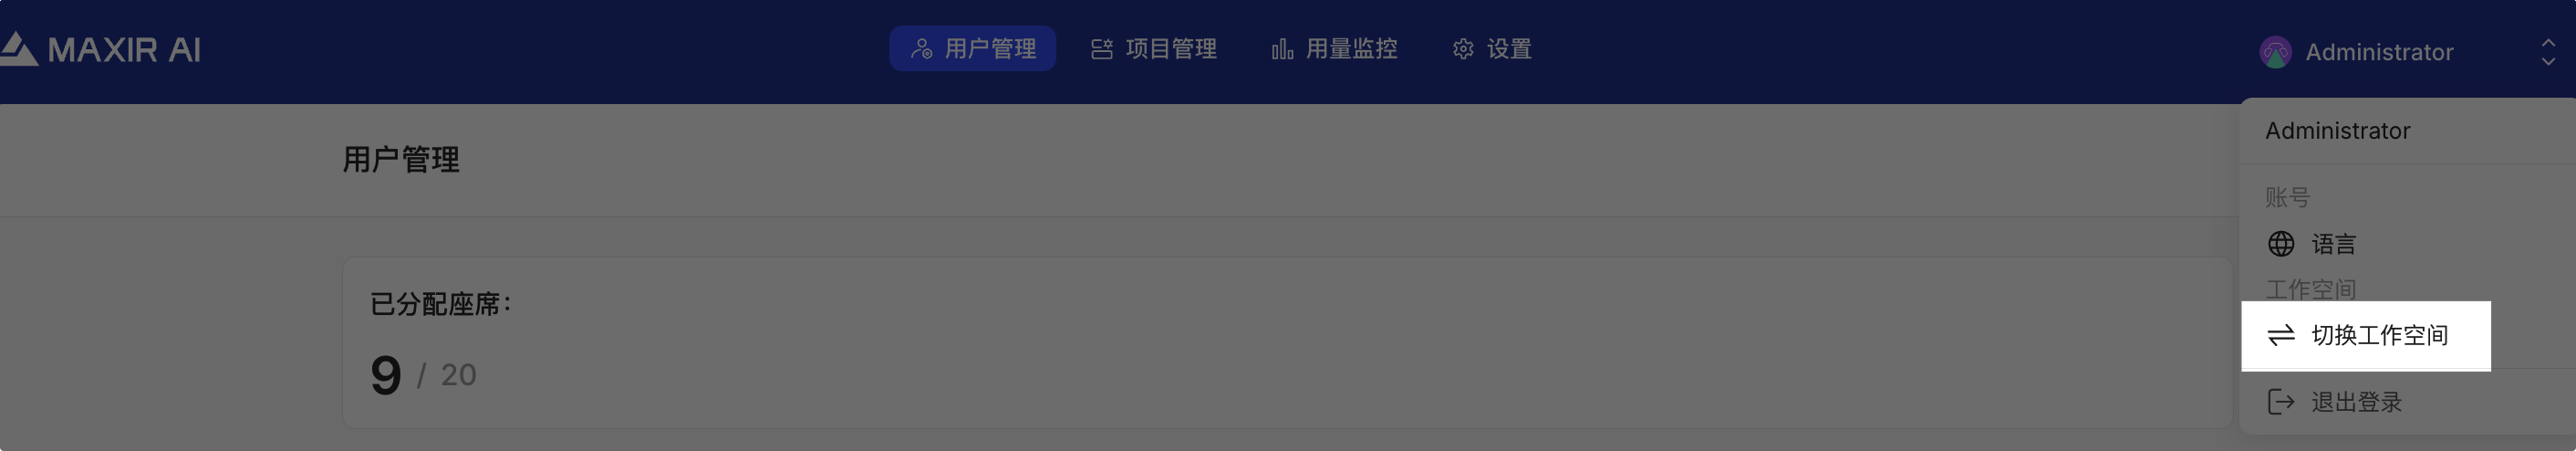 MAXIR AI
用户管理
项目管理
用量监控
设置
Administrator
用户管理
已分配座席：
9 / 20
Administrator
账号
语言
工作空间
切换工作空间
退出登录